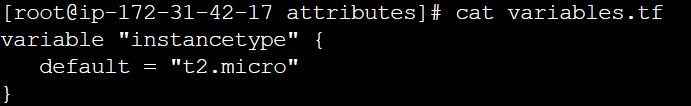 [root@ip-172-31-42-17 attributes]# cat variables.tf
variable "instancetype" {
   default = "t2.micro"
}